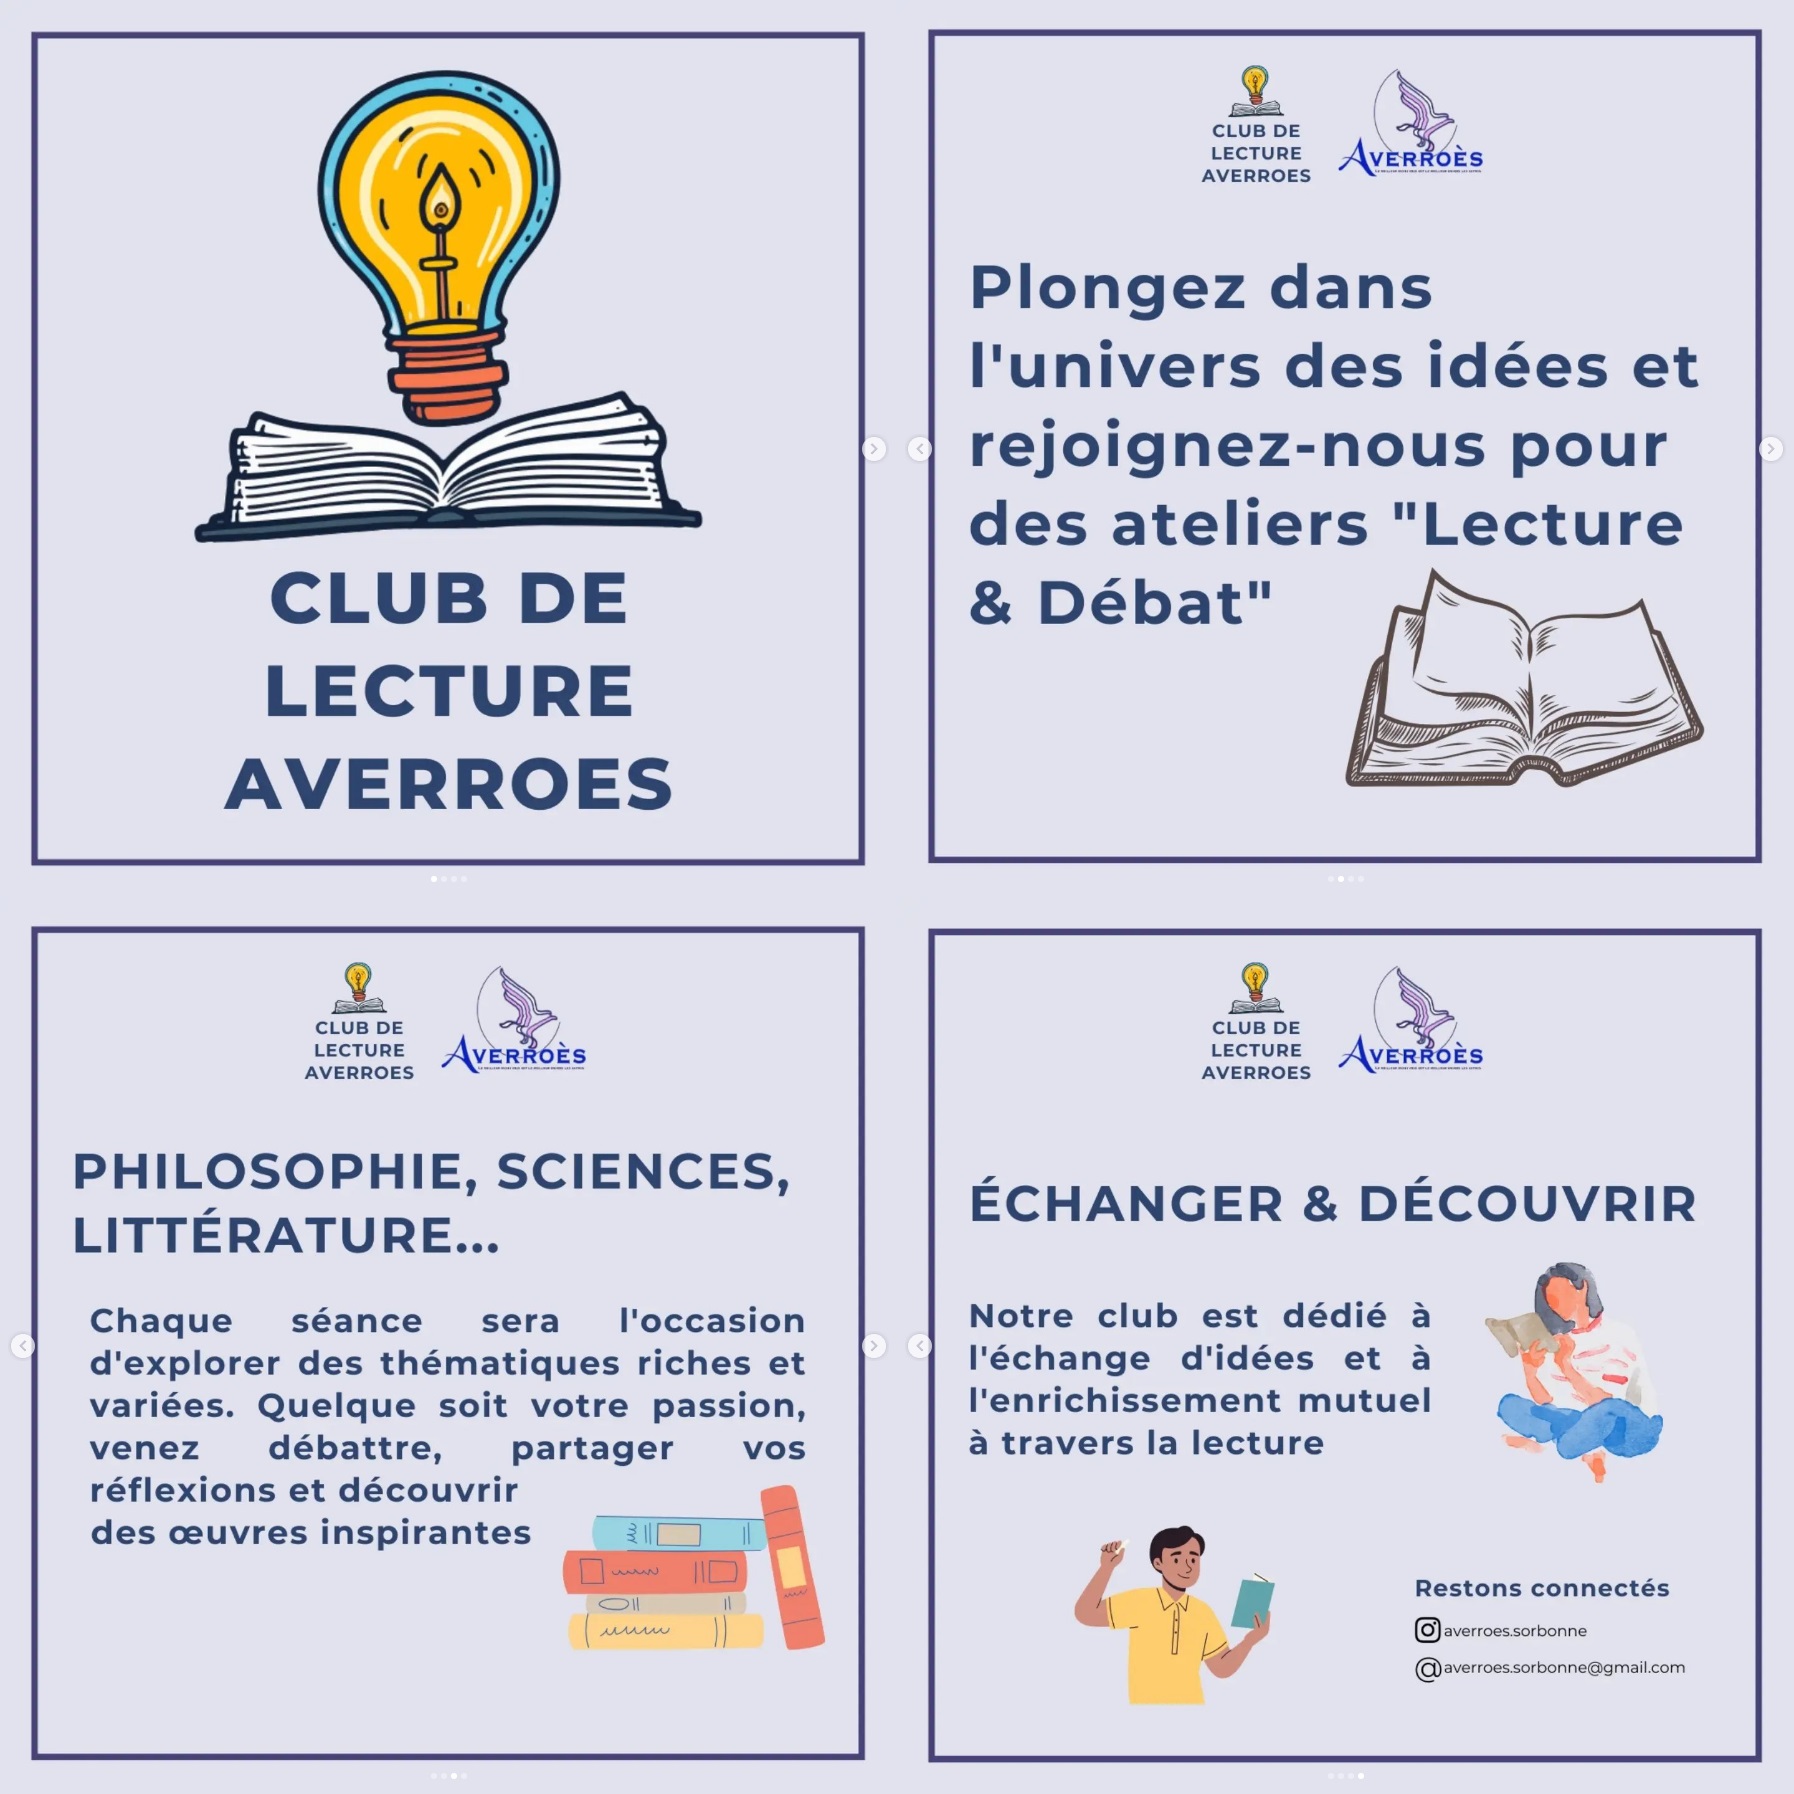 CLUB DE
LECTURE
AVERROES
CLUB DE
LECTURE
AVERROES
AVERROÈS
Plongez dans
l'univers des idées et
rejoignez-nous pour
des ateliers "Lecture
& Débat"
CLUB DE
LECTURE
AVERROES
AVERROÈS
PHILOSOPHIE, SCIENCES,
LITTÉRATURE...
Chaque séance sera l'occasion
d'explorer des thématiques riches et
variées. Quelque soit votre passion,
venez débattre, partager vos
réflexions et découvrir
des œuvres inspirantes
CLUB DE
LECTURE
AVERROES
AVERROÈS
ÉCHANGER & DÉCOUVRIR
Notre club est dédié à
l'échange d'idées et à
l'enrichissement mutuel
à travers la lecture
Restons connectés
averroes.sorbonne
@averroes.sorbonne@gmail.com